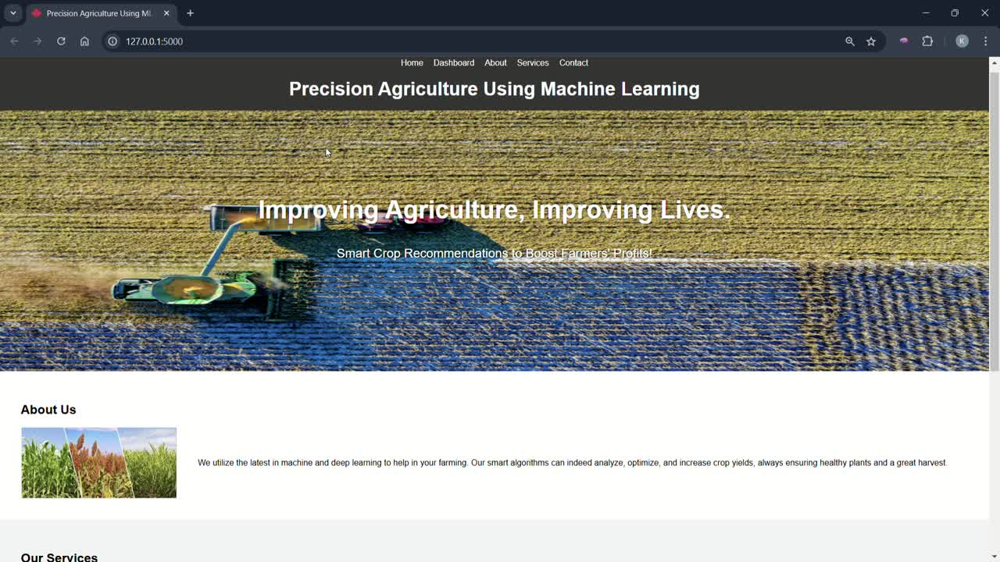 Precision Agriculture Using ML
127.0.0.1:5000
K
Home Dashboard About Services Contact
Precision Agriculture Using Machine Learning
Improving Agriculture, Improving Lives.
Smart Crop Recommendations to Boost Farmers' Profits!
About Us
We utilize the latest in machine and deep learning to help in your farming. Our smart algorithms can indeed analyze, optimize, and increase crop yields, always ensuring healthy plants and a great harvest.
Our Services